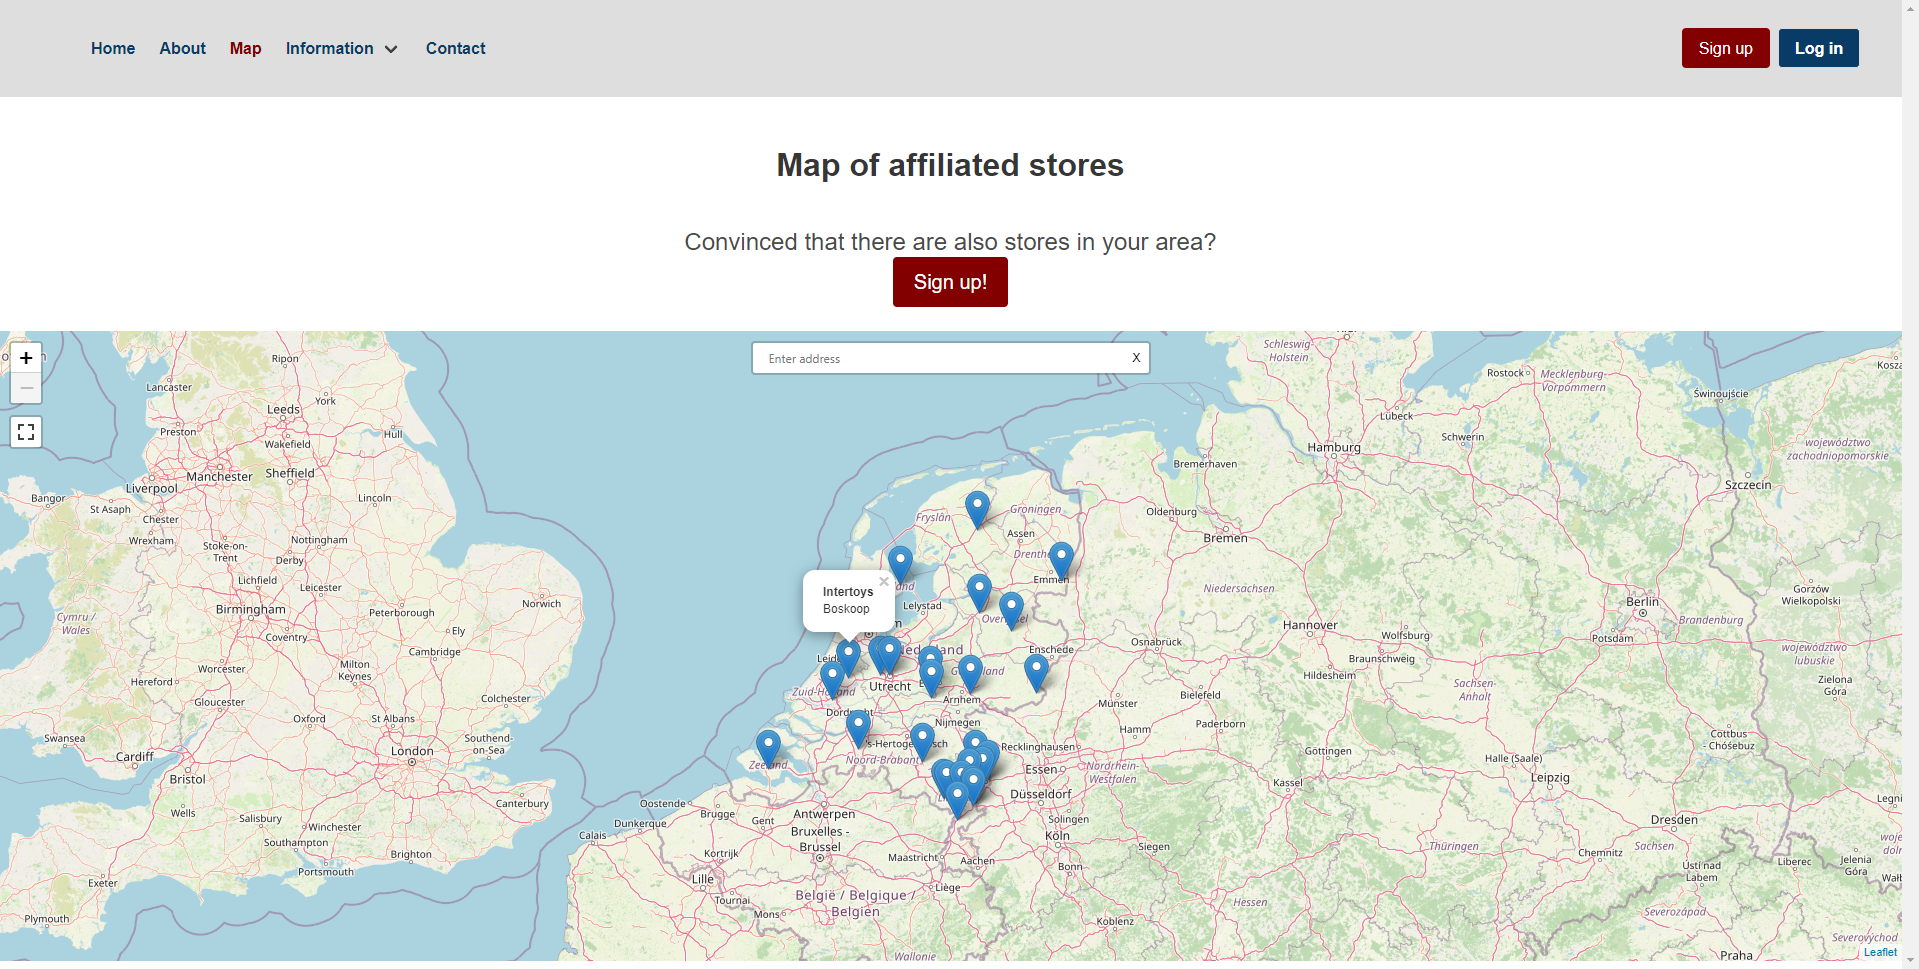 Home About Map Information Contact
Sign up Log in
Map of affiliated stores
Convinced that there are also stores in your area?
Sign up!
+
−
Enter address X
Intertoys
Boskoop
×
Ripon
Lancaster
York
Leeds
Preston
Hull
Wakefield
Manchester
Sheffield
Liverpool
Bangor
Lincoln
St Asaph
Chester
Wrexham
Stoke-on-
Trent
Nottingham
Derby
Lichfield
Leicester
Norwich
Birmingham
Peterborough
Cymru /
Wales
Coventry
Ely
Cambridge
Worcester
Milton
Keynes
Hereford
Gloucester
Colchester
Oxford
St Albans
Swansea
Southend-
on-Sea
Cardiff
London
Bristol
Wells
Canterbury
Salisbury
Winchester
Southampton
Brighton
Portsmouth
Exeter
Plymouth
Schleswig-
Holstein
Rostock
Mecklenburg-
Vorpommern
Świnoujście
Lübeck
Schwerin
Hamburg
Bremerhaven
województwo
zachodniopomorskie
Szczecin
Fryslân
Groningen
Oldenburg
Assen
Bremen
Emmen
Lelystad
Niedersachsen
Gorzów
Wielkopolski
Berlin
Brandenburg
Hannover
Potsdam
Wolfsburg
Osnabrück
Enschede
Braunschweig
województwo
lubuskie
Hildesheim
Utrecht
Zuid-Holland
Arnhem
Sachsen-
Anhalt
Zielona
Góra
Bielefeld
Münster
Nijmegen
Paderborn
Hamm
Cottbus
- Chóśebuz
Recklinghausen
Göttingen
Zeeland
Noord-Brabant
Essen
Nordrhein-
Westfalen
Halle (Saale)
Leipzig
Kassel
Düsseldorf
Oostende
Brugge
Gent
Antwerpen
Dunkerque
Solingen
Calais
Bruxelles -
Brussel
Köln
Dresden
Kortrijk
Maastricht
Aachen
Siegen
Bonn
Thüringen
Sachsen
Chemnitz
Ústí nad
Labem
Liberec
Jelenia
Góra
Lille
Liège
Tournai
België / Belgique /
Belgien
Mons
Hessen
Koblenz
Severozápad
Wallonie
Praha
Severovýchod
Leaflet